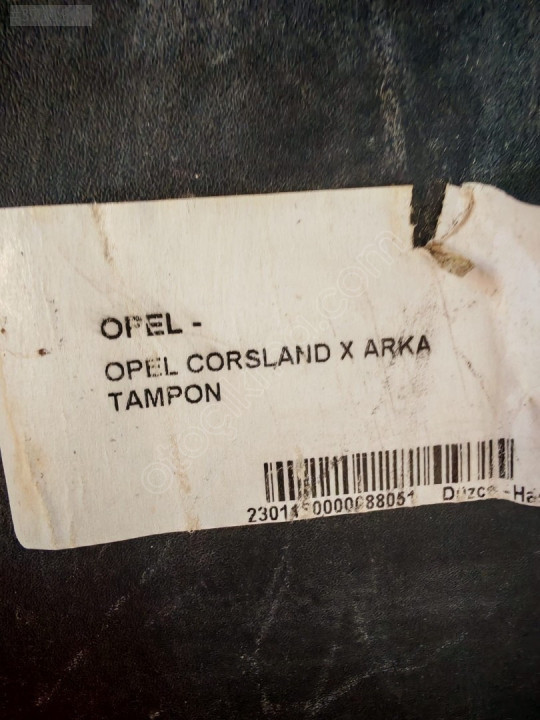 OPEL -
OPEL CORSLAND X ARKA
TAMPON